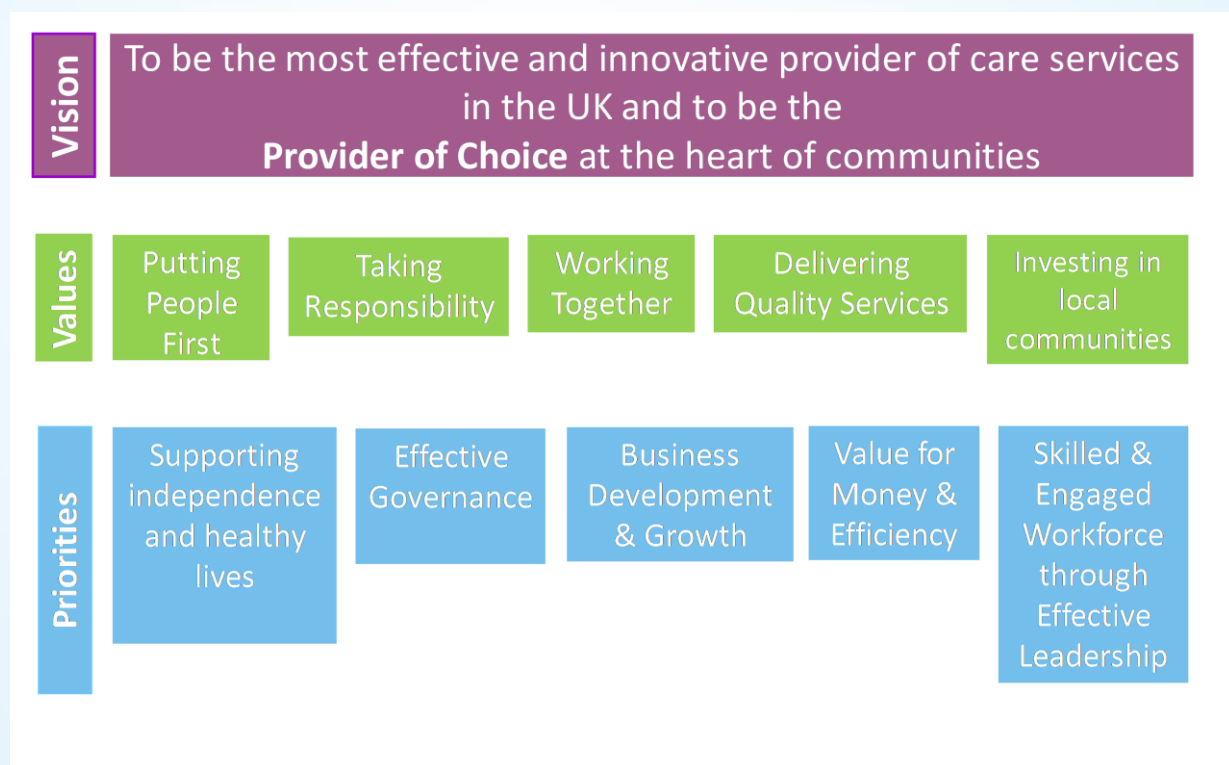 Vision
To be the most effective and innovative provider of care services
in the UK and to be the
Provider of Choice at the heart of communities
Values
Putting
People
First
Taking
Responsibility
Working
Together
Delivering
Quality Services
Investing in
local
communities
Priorities
Supporting
independence
and healthy
lives
Effective
Governance
Business
Development
& Growth
Value for
Money &
Efficiency
Skilled &
Engaged
Workforce
through
Effective
Leadership